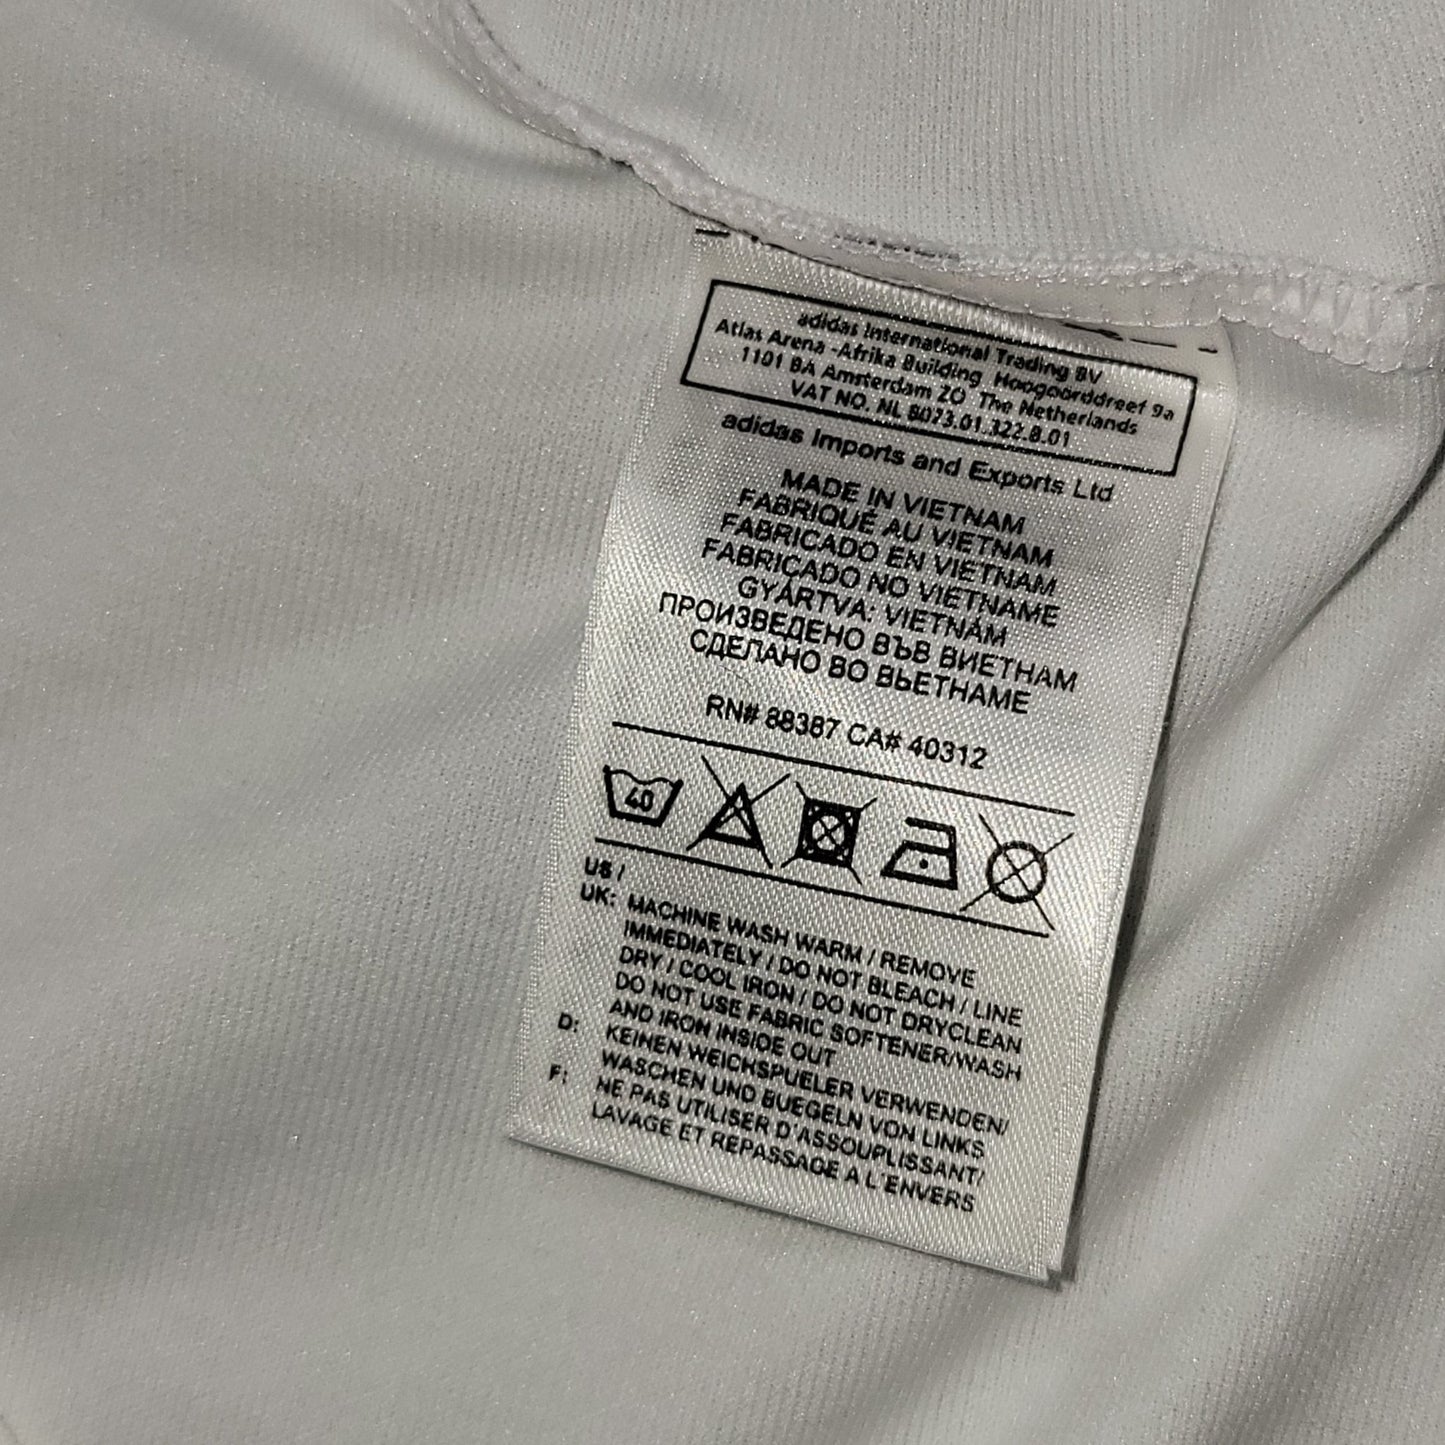 adidas International Trading BV
Atlas Arena -Afrika Building Hoogoorddreef 9a
1101 BA Amsterdam ZO The Netherlands
VAT NO. NL 8073.01.322.B.01
adidas Imports and Exports Ltd
MADE IN VIETNAM
FABRIQUÉ AU VIETNAM
FABRICADO EN VIETNAM
FABRICADO NO VIETNAME
GYÁRTVA: VIETNÁM
ПРОИЗВЕДЕНО ВЪВ ВИЕТНАМ
СДЕЛАНО ВО ВЬЕТНАМЕ
RN# 88387 CA# 40312
40
US /
UK: MACHINE WASH WARM / REMOVE
IMMEDIATELY / DO NOT BLEACH / LINE
DRY / COOL IRON / DO NOT DRYCLEAN
DO NOT USE FABRIC SOFTENER/WASH
AND IRON INSIDE OUT
D: KEINEN WEICHSPUELER VERWENDEN/
WASCHEN UND BUEGELN VON LINKS
F: NE PAS UTILISER D'ASSOUPLISSANT/
LAVAGE ET REPASSAGE A L'ENVERS